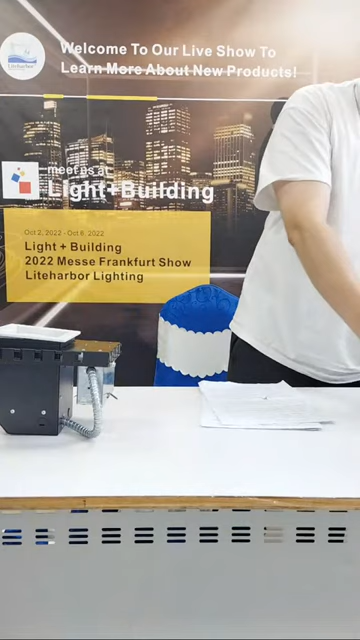 Liteharbor
Welcome To Our Live Show To
Learn More About New Products!
meet us at
Light+Building
Oct 2, 2022 - Oct 6, 2022
Light + Building
2022 Messe Frankfurt Show
Liteharbor Lighting